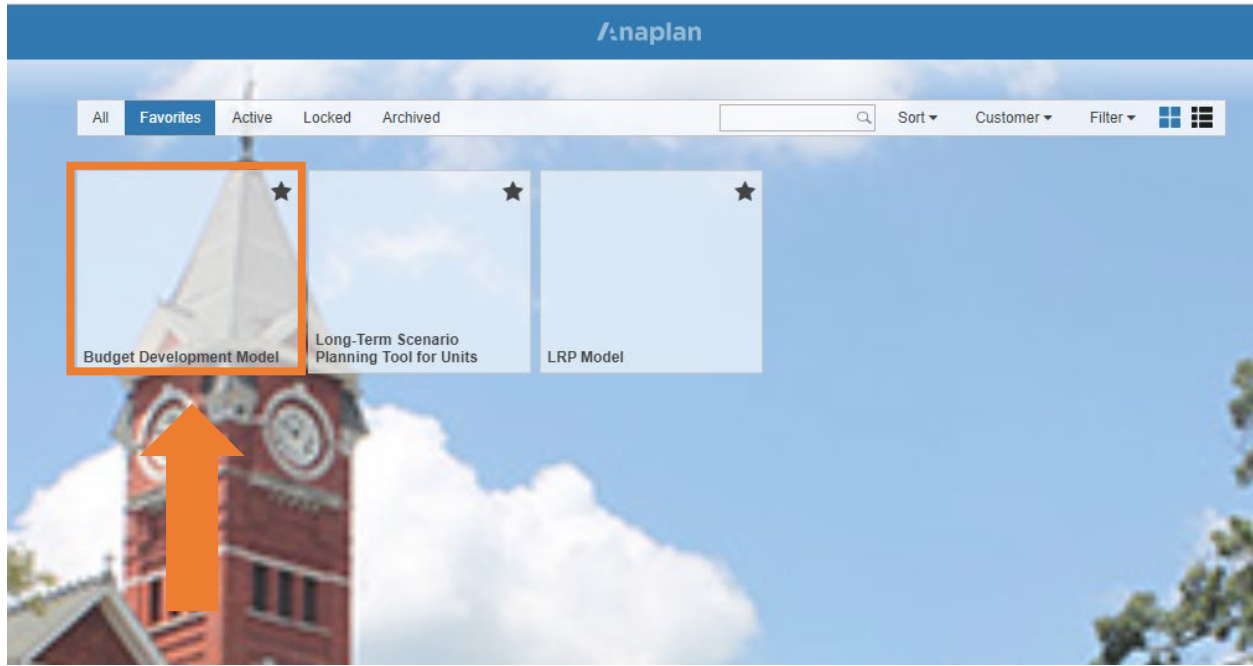 Anaplan
All Favorites Active Locked Archived Sort Customer Filter
Budget Development Model
Long-Term Scenario
Planning Tool for Units
LRP Model